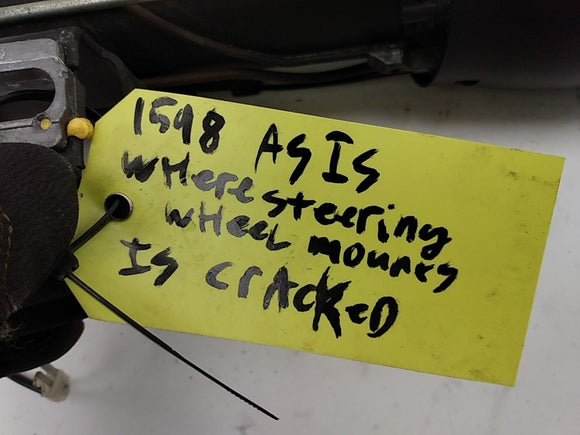 1598 AS IS
WHere steering
WHeel mounts
Is CrACKeD